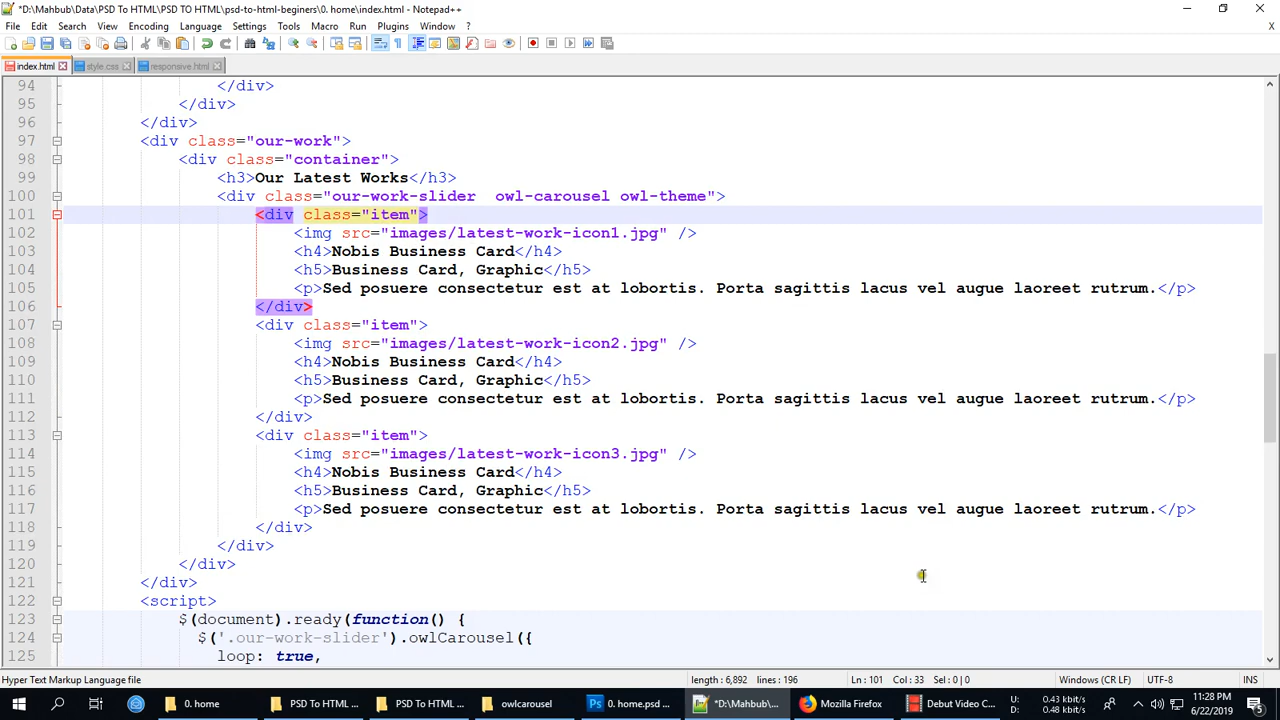 *D:\Mahbub\Data\PSD To HTML\PSD TO HTML\psd-to-html-beginers\0. home\index.html - Notepad++
File Edit Search View Encoding Language Settings Tools Macro Run Plugins Window ?
index.html style.css responsive.html
94 </div>
95 </div>
96 </div>
97 <div class="our-work">
98 <div class="container">
99 <h3>Our Latest Works</h3>
100 <div class="our-work-slider  owl-carousel owl-theme">
101 <div class="item">
102 <img src="images/latest-work-icon1.jpg" />
103 <h4>Nobis Business Card</h4>
104 <h5>Business Card, Graphic</h5>
105 <p>Sed posuere consectetur est at lobortis. Porta sagittis lacus vel augue laoreet rutrum.</p>
106 </div>
107 <div class="item">
108 <img src="images/latest-work-icon2.jpg" />
109 <h4>Nobis Business Card</h4>
110 <h5>Business Card, Graphic</h5>
111 <p>Sed posuere consectetur est at lobortis. Porta sagittis lacus vel augue laoreet rutrum.</p>
112 </div>
113 <div class="item">
114 <img src="images/latest-work-icon3.jpg" />
115 <h4>Nobis Business Card</h4>
116 <h5>Business Card, Graphic</h5>
117 <p>Sed posuere consectetur est at lobortis. Porta sagittis lacus vel augue laoreet rutrum.</p>
118 </div>
119 </div>
120 </div>
121 </div>
122 <script>
123 $(document).ready(function() {
124 $('.our-work-slider').owlCarousel({
125 loop: true,
Hyper Text Markup Language file length : 6,892 lines : 196 Ln : 101 Col : 33 Sel : 0 | 0 Windows (CR LF) UTF-8 INS
0. home PSD To HTML ... PSD To HTML ... owlcarousel 0. home.psd ... *D:\Mahbub\... Mozilla Firefox Debut Video C... U: 0.43 kbit/s D: 0.48 kbit/s 11:28 PM 6/22/2019